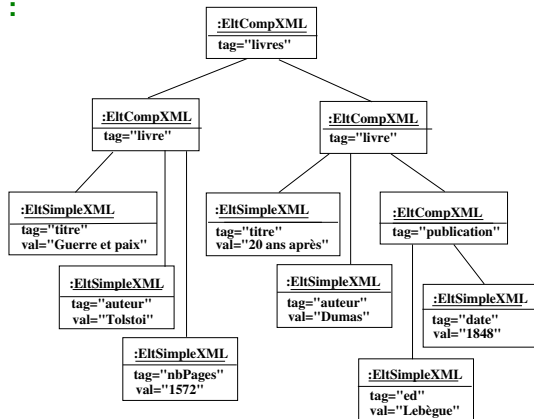 :
:EltCompXML
tag="livres"
:EltCompXML
tag="livre"
:EltCompXML
tag="livre"
:EltSimpleXML
tag="titre"
val="Guerre et paix"
:EltSimpleXML
tag="titre"
val="20 ans après"
:EltCompXML
tag="publication"
:EltSimpleXML
tag="auteur"
val="Tolstoi"
:EltSimpleXML
tag="auteur"
val="Dumas"
:EltSimpleXML
tag="date"
val="1848"
:EltSimpleXML
tag="nbPages"
val="1572"
:EltSimpleXML
tag="ed"
val="Lebègue"